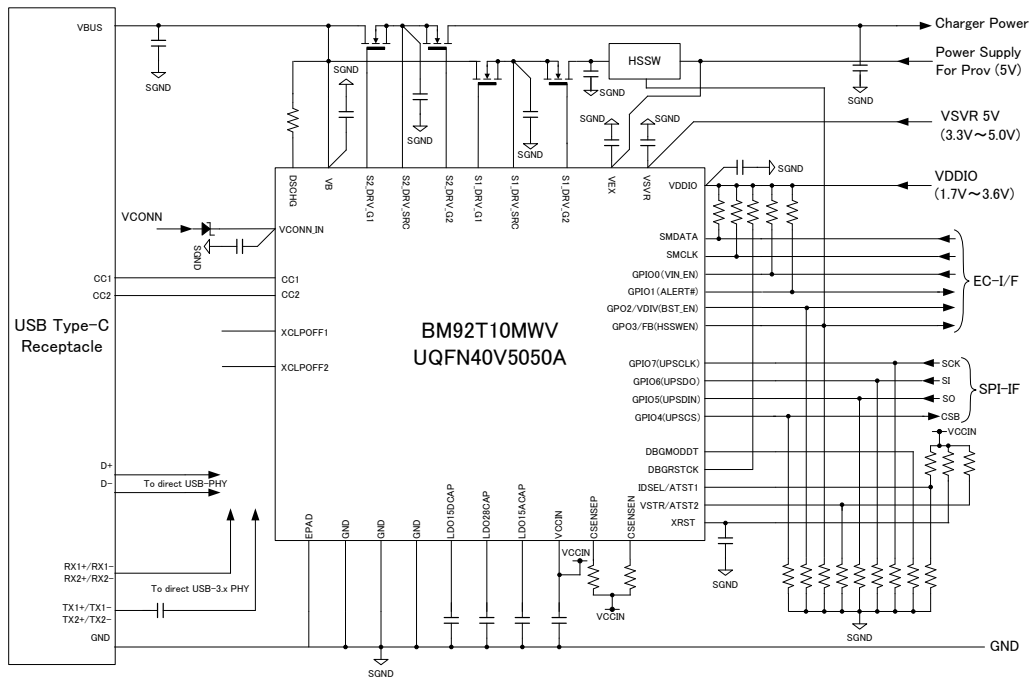 VBUS
Charger Power
Power Supply
For Prov (5V)
HSSW
SGND
SGND
SGND
SGND
SGND
SGND
SGND
SGND
SGND
VSVR 5V
(3.3V～5.0V)
VDDIO
(1.7V～3.6V)
DSCHG
VB
S2_DRV_G1
S2_DRV_SRC
S2_DRV_G2
S1_DRV_G1
S1_DRV_SRC
S1_DRV_G2
VEX
VSVR
VDDIO
VCONN
VCONN_IN
SGND
SMDATA
SMCLK
GPIO0(VIN_EN)
GPIO1(ALERT#)
GPO2/VDIV(BST_EN)
GPO3/FB(HSSWEN)
EC-I/F
CC1
CC2
CC1
CC2
USB Type-C
Receptacle
XCLPOFF1
XCLPOFF2
BM92T10MWV
UQFN40V5050A
GPIO7(UPSCLK)
GPIO6(UPSDO)
GPIO5(UPSDIN)
GPIO4(UPSCS)
SCK
SI
SO
CSB
SPI-IF
VCCIN
DBGMODDT
DBGRSTCK
IDSEL/ATST1
VSTR/ATST2
XRST
D+
D-
To direct USB-PHY
EPAD
GND
GND
GND
LDO15DCAP
LDO28CAP
LDO15ACAP
VCCIN
CSENSEP
CSENSEN
VCCIN
VCCIN
SGND
SGND
RX1+/RX1-
RX2+/RX2-
To direct USB-3.x PHY
TX1+/TX1-
TX2+/TX2-
GND
GND
SGND